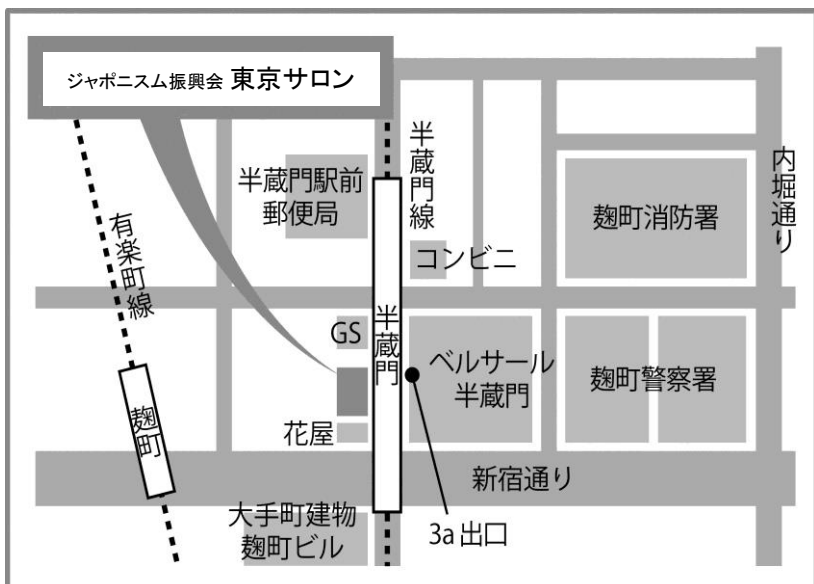 ジャポニスム振興会 東京サロン
半蔵門線
内堀通り
半蔵門駅前
郵便局
麹町消防署
有楽町線
コンビニ
GS
半蔵門
ベルサール
半蔵門
麹町警察署
麹町
花屋
新宿通り
大手町建物
麹町ビル
3a出口